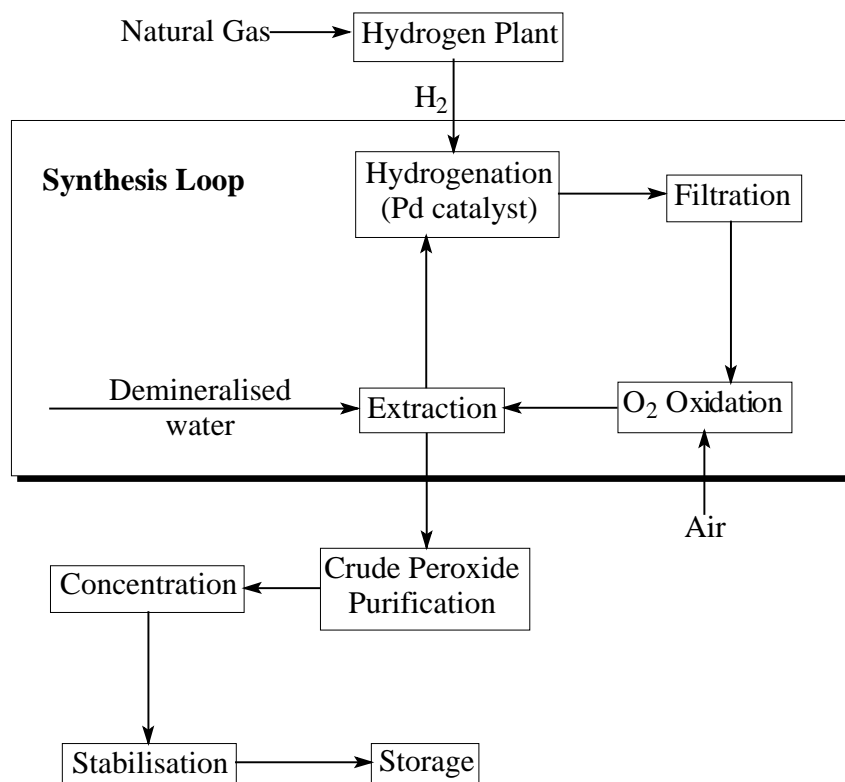 Natural Gas
Hydrogen Plant
H2
Synthesis Loop
Hydrogenation
(Pd catalyst)
Filtration
Demineralised
water
Extraction
O2 Oxidation
Air
Crude Peroxide
Purification
Concentration
Stabilisation
Storage